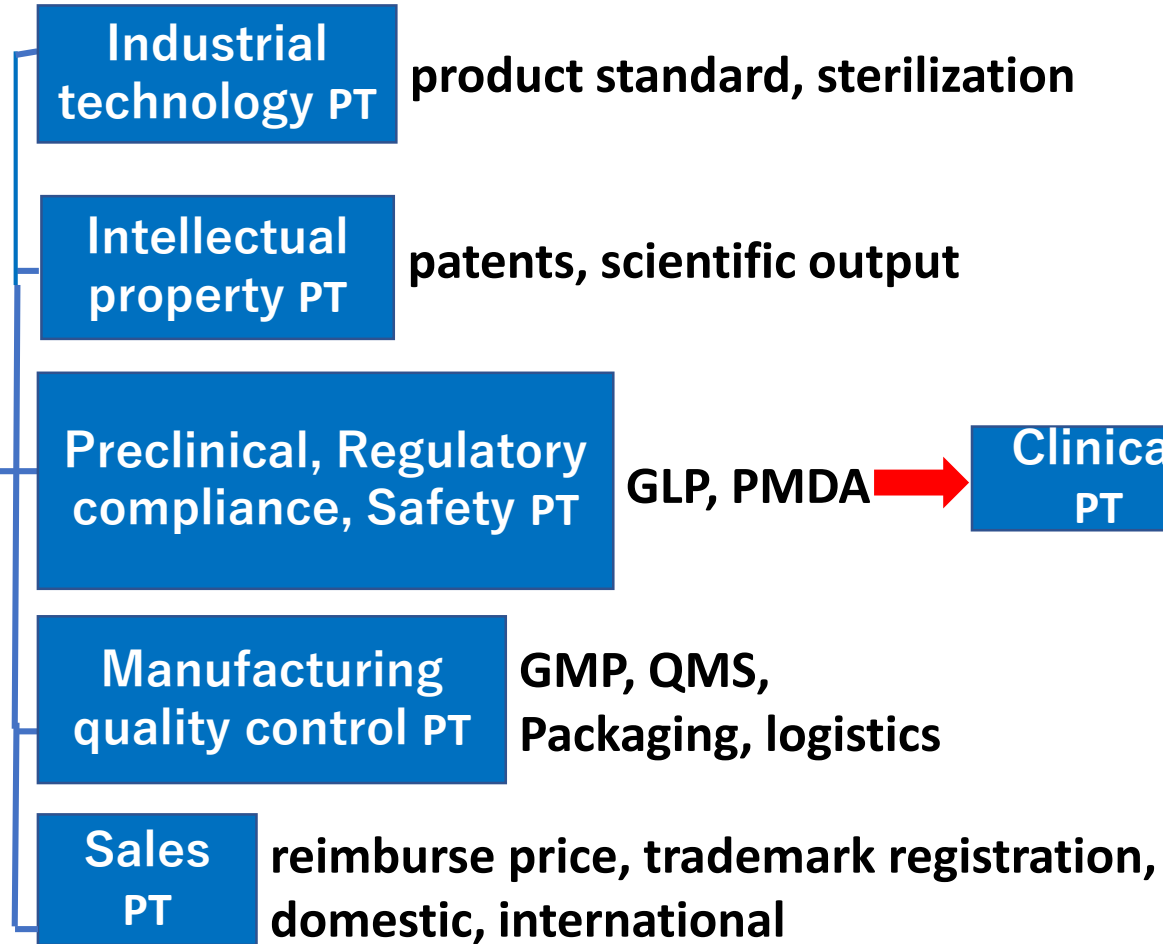 Industrial
technology PT
product standard, sterilization
Intellectual
property PT
patents, scientific output
Preclinical, Regulatory
compliance, Safety PT
GLP, PMDA
Clinica
PT
Manufacturing
quality control PT
GMP, QMS,
Packaging, logistics
Sales
PT
reimburse price, trademark registration,
domestic, international